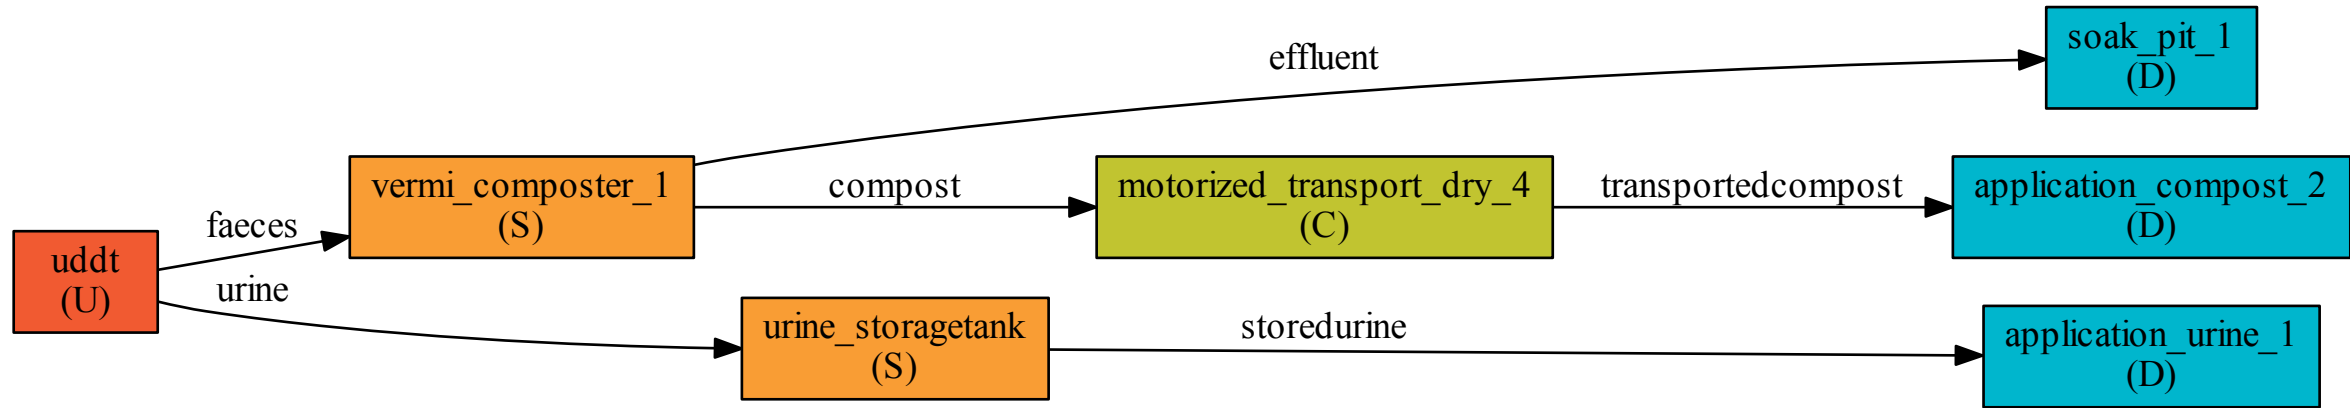 uddt
(U)
faeces
urine
vermi_composter_1
(S)
urine_storagetank
(S)
effluent
compost
storedurine
motorized_transport_dry_4
(C)
transportedcompost
soak_pit_1
(D)
application_compost_2
(D)
application_urine_1
(D)